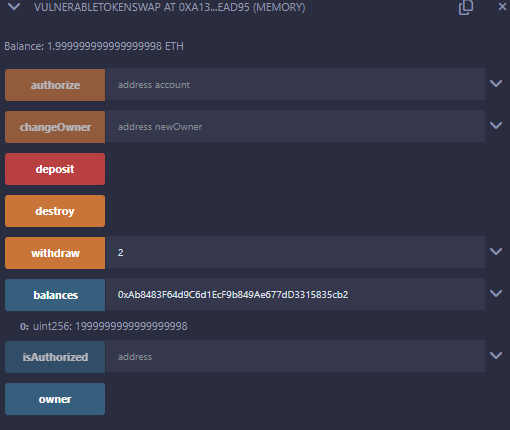 VULNERABLETOKENSWAP AT 0XA13...EAD95 (MEMORY)
Balance: 1.999999999999999998 ETH
authorize address account
changeOwner address newOwner
deposit
destroy
withdraw 2
balances 0xAb8483F64d9C6d1EcF9b849Ae677dD3315835cb2
0: uint256: 1999999999999999998
isAuthorized address
owner